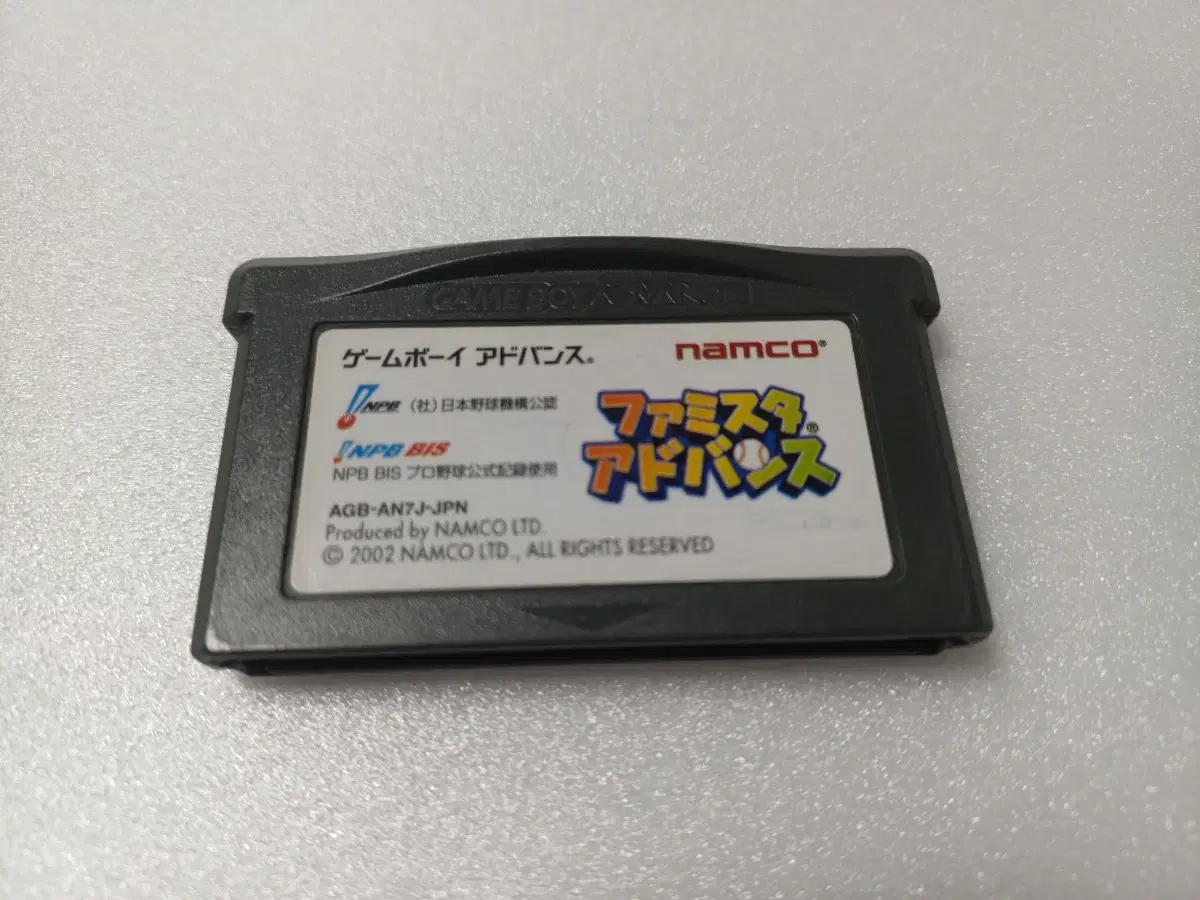 GAME BOY ADVANCE
ゲームボーイ アドバンス®
namco®
NPB (社)日本野球機構公認
NPB BIS
NPB BIS プロ野球公式記録使用
ファミスタ®
アドバンス
AGB-AN7J-JPN
Produced by NAMCO LTD.
© 2002 NAMCO LTD., ALL RIGHTS RESERVED